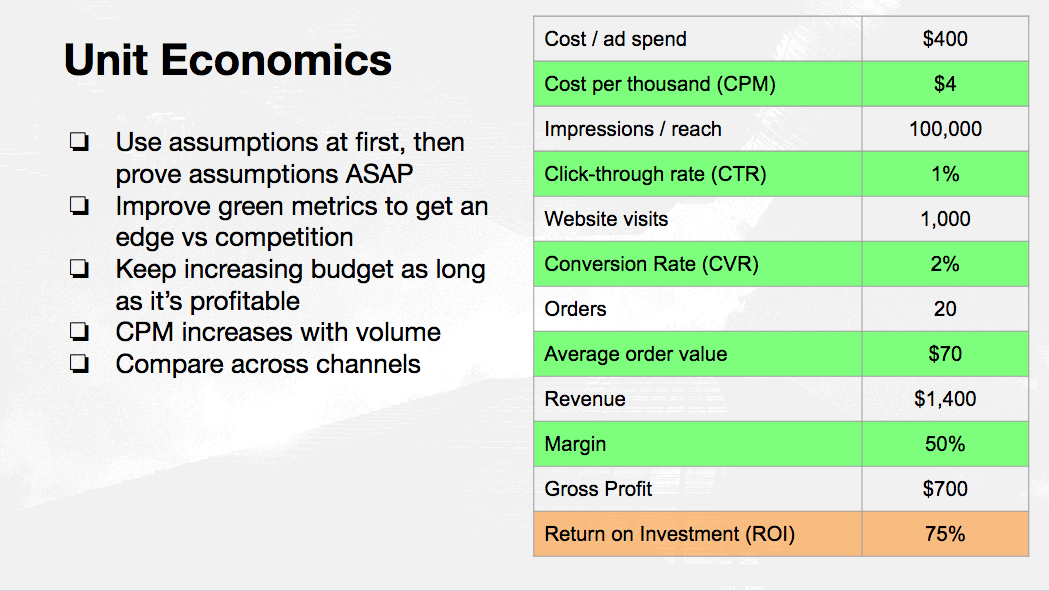 Unit Economics
❏ Use assumptions at first, then
prove assumptions ASAP
❏ Improve green metrics to get an
edge vs competition
❏ Keep increasing budget as long
as it's profitable
❏ CPM increases with volume
❏ Compare across channels
Cost / ad spend $400
Cost per thousand (CPM) $4
Impressions / reach 100,000
Click-through rate (CTR) 1%
Website visits 1,000
Conversion Rate (CVR) 2%
Orders 20
Average order value $70
Revenue $1,400
Margin 50%
Gross Profit $700
Return on Investment (ROI) 75%